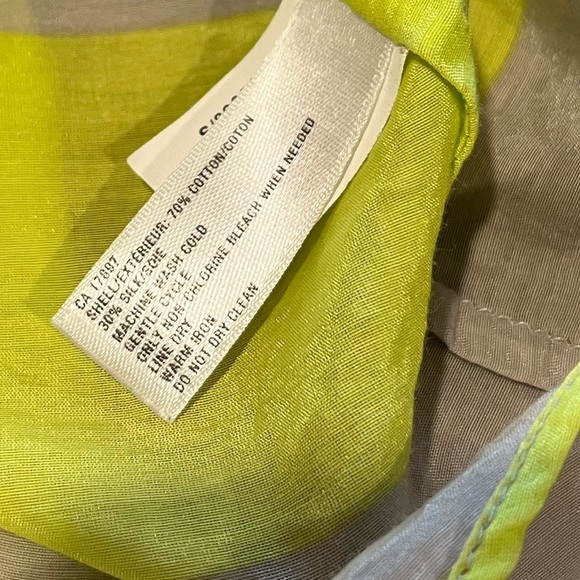 CA 17897
SHELL/EXTÉRIEUR: 70% COTTON/COTON
30% SILK/SOIE
MACHINE WASH COLD
GENTLE CYCLE
ONLY NON-CHLORINE BLEACH WHEN NEEDED
LINE DRY
WARM IRON
DO NOT DRY CLEAN